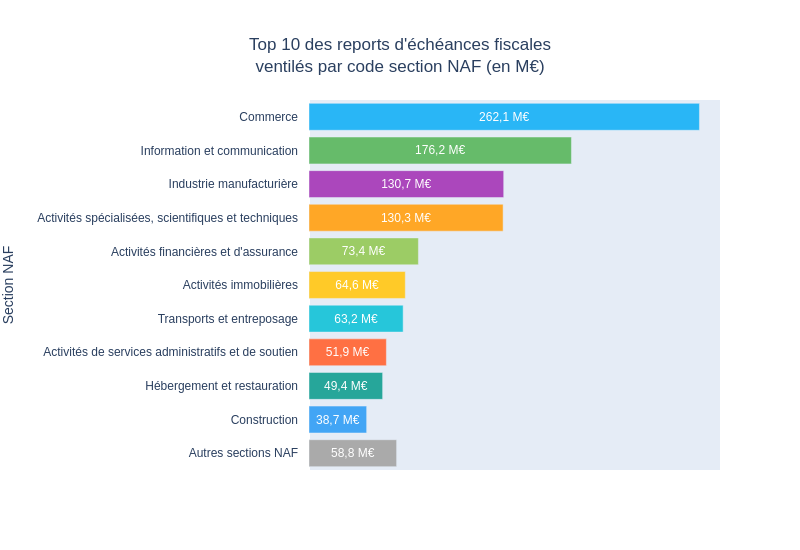 Top 10 des reports d'échéances fiscales
ventilés par code section NAF (en M€)
Section NAF
Commerce 262,1 M€
Information et communication 176,2 M€
Industrie manufacturière 130,7 M€
Activités spécialisées, scientifiques et techniques 130,3 M€
Activités financières et d'assurance 73,4 M€
Activités immobilières 64,6 M€
Transports et entreposage 63,2 M€
Activités de services administratifs et de soutien 51,9 M€
Hébergement et restauration 49,4 M€
Construction 38,7 M€
Autres sections NAF 58,8 M€